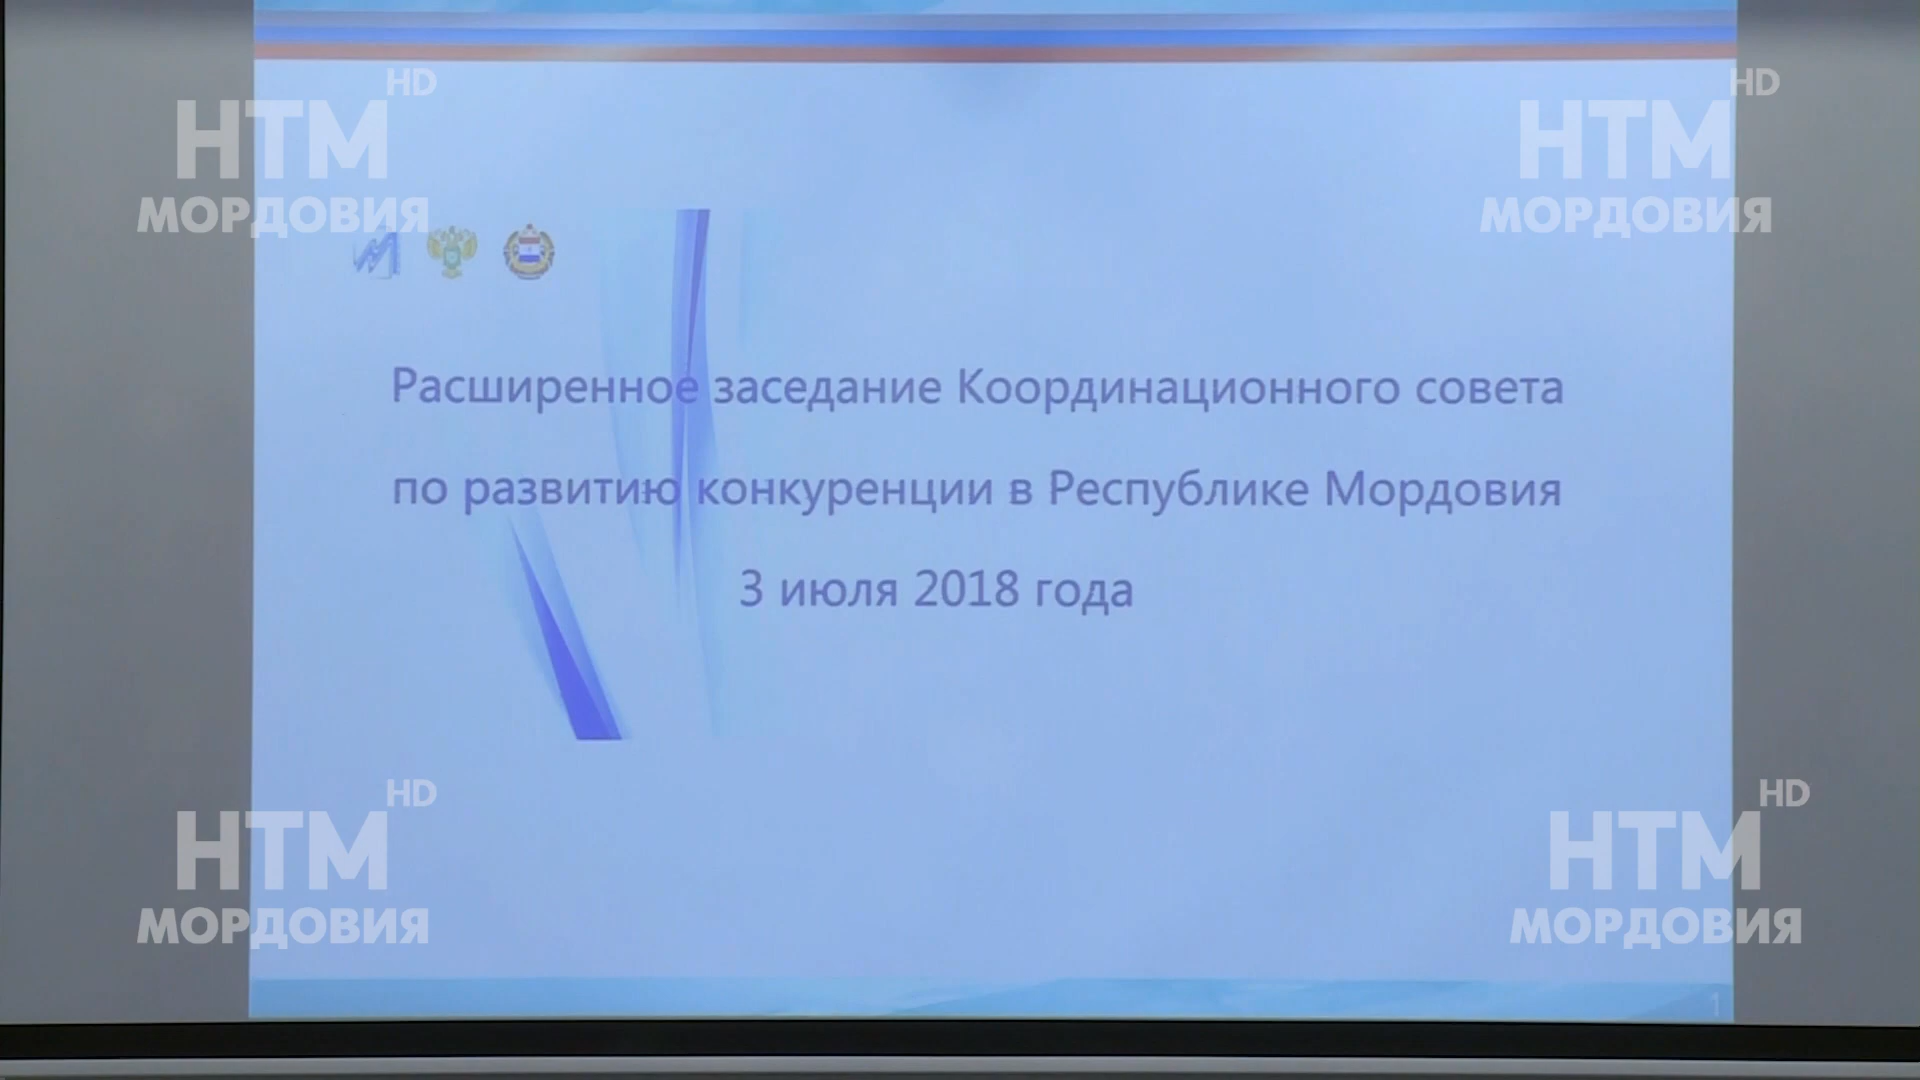 HD
НТМ
МОРДОВИЯ
HD
НТМ
МОРДОВИЯ
Расширенное заседание Координационного совета
по развитию конкуренции в Республике Мордовия
3 июля 2018 года
HD
НТМ
МОРДОВИЯ
HD
НТМ
МОРДОВИЯ
1